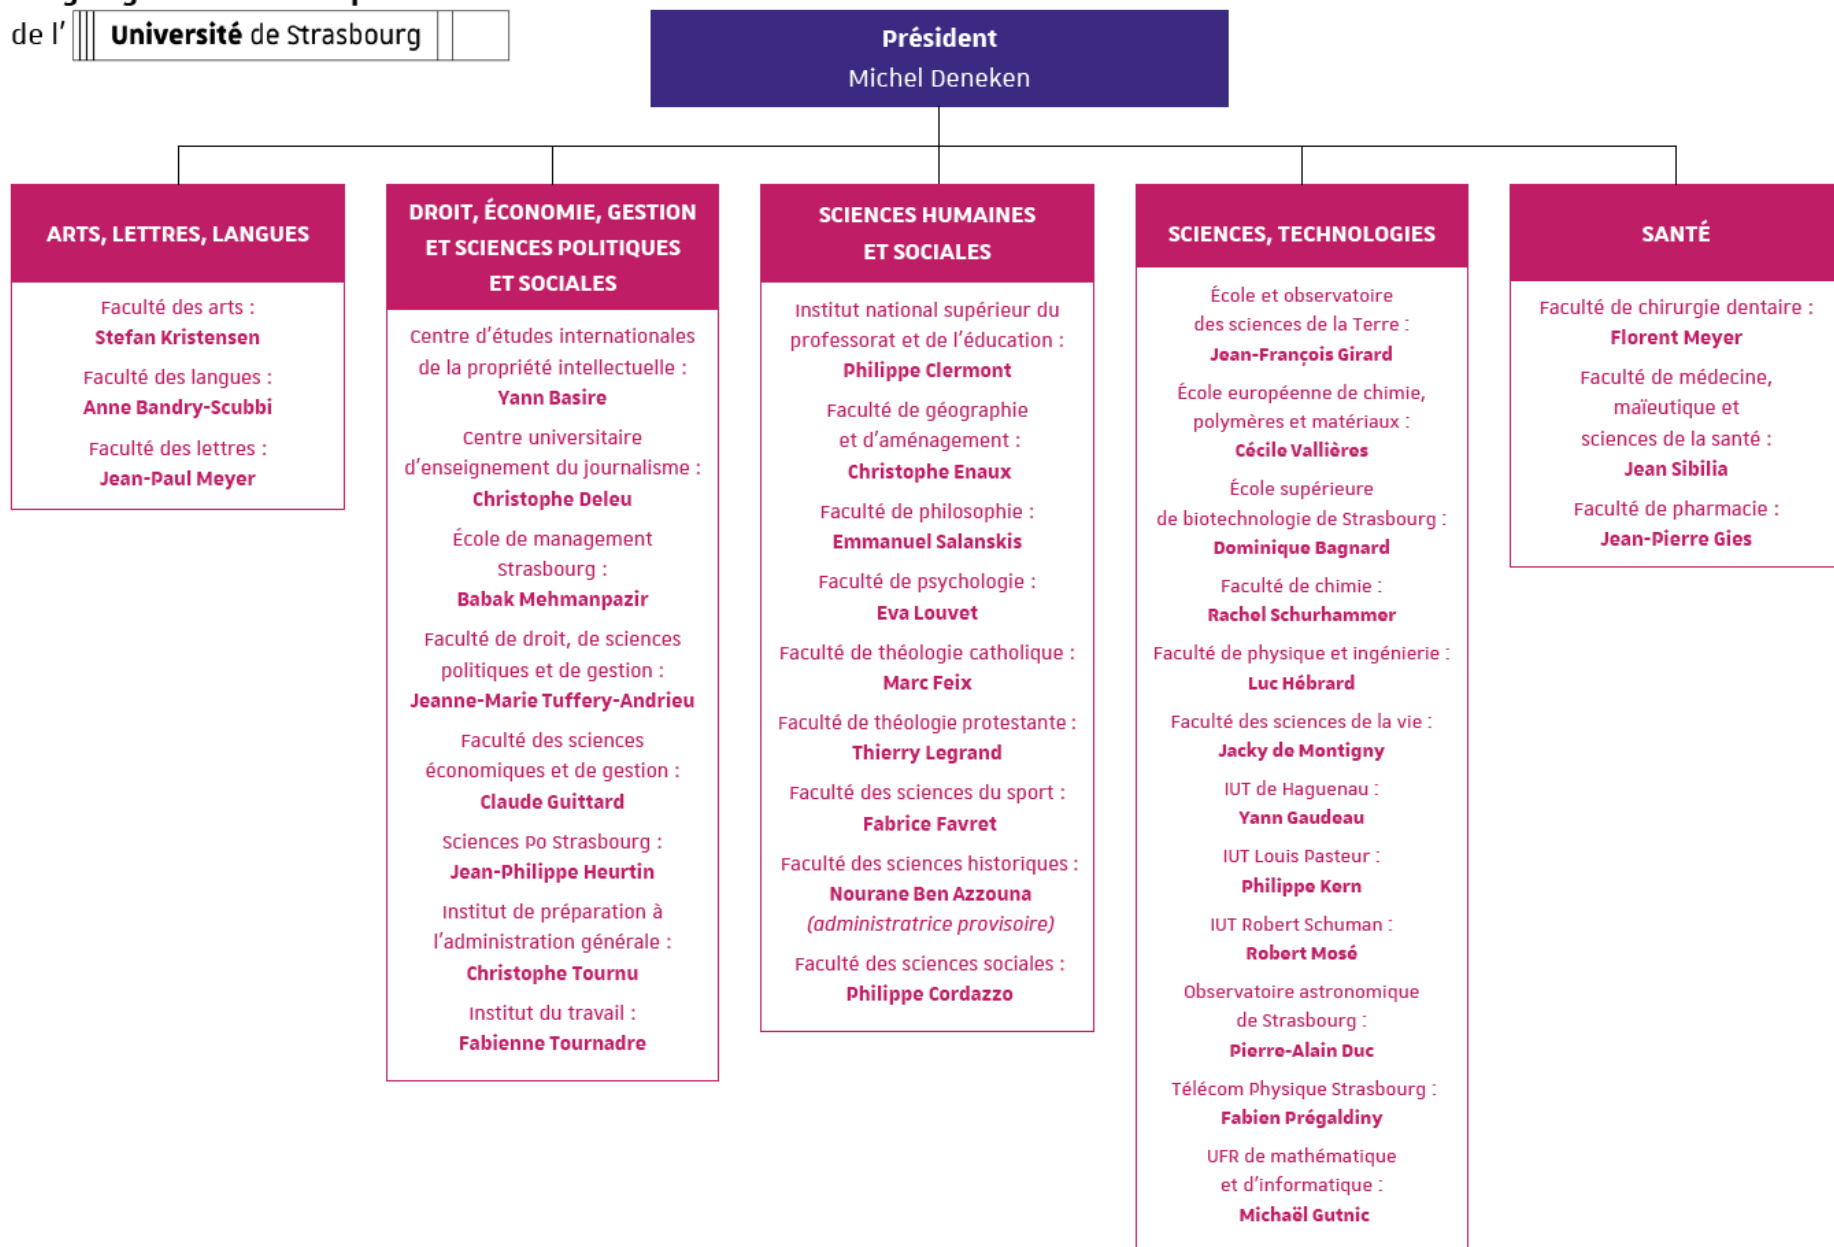 de l' Université de Strasbourg
Président
Michel Deneken
ARTS, LETTRES, LANGUES
Faculté des arts :
Stefan Kristensen
Faculté des langues :
Anne Bandry-Scubbi
Faculté des lettres :
Jean-Paul Meyer
DROIT, ÉCONOMIE, GESTION
ET SCIENCES POLITIQUES
ET SOCIALES
Centre d'études internationales
de la propriété intellectuelle :
Yann Basire
Centre universitaire
d'enseignement du journalisme :
Christophe Deleu
École de management
Strasbourg :
Babak Mehmanpazir
Faculté de droit, de sciences
politiques et de gestion :
Jeanne-Marie Tuffery-Andrieu
Faculté des sciences
économiques et de gestion :
Claude Guittard
Sciences Po Strasbourg :
Jean-Philippe Heurtin
Institut de préparation à
l'administration générale :
Christophe Tournu
Institut du travail :
Fabienne Tournadre
SCIENCES HUMAINES
ET SOCIALES
Institut national supérieur du
professorat et de l'éducation :
Philippe Clermont
Faculté de géographie
et d'aménagement :
Christophe Enaux
Faculté de philosophie :
Emmanuel Salanskis
Faculté de psychologie :
Eva Louvet
Faculté de théologie catholique :
Marc Feix
Faculté de théologie protestante :
Thierry Legrand
Faculté des sciences du sport :
Fabrice Favret
Faculté des sciences historiques :
Nourane Ben Azzouna
(administratrice provisoire)
Faculté des sciences sociales :
Philippe Cordazzo
SCIENCES, TECHNOLOGIES
École et observatoire
des sciences de la Terre :
Jean-François Girard
École européenne de chimie,
polymères et matériaux :
Cécile Vallières
École supérieure
de biotechnologie de Strasbourg :
Dominique Bagnard
Faculté de chimie :
Rachel Schurhammer
Faculté de physique et ingénierie :
Luc Hébrard
Faculté des sciences de la vie :
Jacky de Montigny
IUT de Haguenau :
Yann Gaudeau
IUT Louis Pasteur :
Philippe Kern
IUT Robert Schuman :
Robert Mosé
Observatoire astronomique
de Strasbourg :
Pierre-Alain Duc
Télécom Physique Strasbourg :
Fabien Prégaldiny
UFR de mathématique
et d'informatique :
Michaël Gutnic
SANTÉ
Faculté de chirurgie dentaire :
Florent Meyer
Faculté de médecine,
maïeutique et
sciences de la santé :
Jean Sibilia
Faculté de pharmacie :
Jean-Pierre Gies